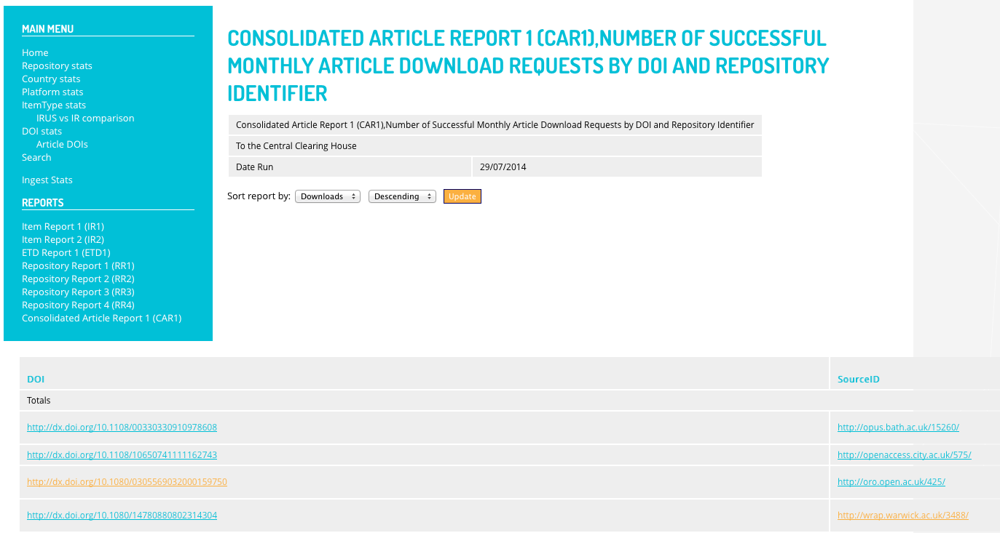 MAIN MENU
Home
Repository stats
Country stats
Platform stats
ItemType stats
IRUS vs IR comparison
DOI stats
Article DOIs
Search
Ingest Stats
REPORTS
Item Report 1 (IR1)
Item Report 2 (IR2)
ETD Report 1 (ETD1)
Repository Report 1 (RR1)
Repository Report 2 (RR2)
Repository Report 3 (RR3)
Repository Report 4 (RR4)
Consolidated Article Report 1 (CAR1)
CONSOLIDATED ARTICLE REPORT 1 (CAR1),NUMBER OF SUCCESSFUL
MONTHLY ARTICLE DOWNLOAD REQUESTS BY DOI AND REPOSITORY
IDENTIFIER
Consolidated Article Report 1 (CAR1),Number of Successful Monthly Article Download Requests by DOI and Repository Identifier
To the Central Clearing House
Date Run 29/07/2014
Sort report by: Downloads Descending Update
DOI SourceID
Totals
http://dx.doi.org/10.1108/00330330910978608 http://opus.bath.ac.uk/15260/
http://dx.doi.org/10.1108/10650741111162743 http://openaccess.city.ac.uk/575/
http://dx.doi.org/10.1080/0305569032000159750 http://oro.open.ac.uk/425/
http://dx.doi.org/10.1080/14780880802314304 http://wrap.warwick.ac.uk/3488/